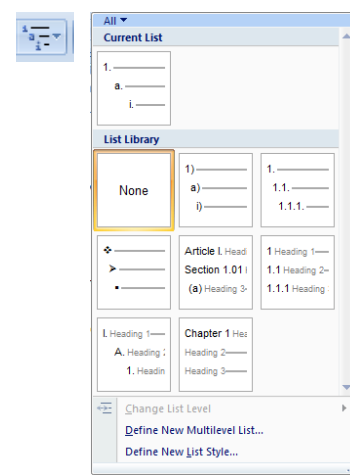 1
a
i
All
Current List
1.
a.
i.
List Library
None
1)
a)
i)
1.
1.1.
1.1.1.
Article I. Headi
Section 1.01 I
(a) Heading 3-
1 Heading 1
1.1 Heading 2
1.1.1 Heading
I. Heading 1
A. Heading
1. Headin
Chapter 1 Hea
Heading 2
Heading 3
Change List Level
Define New Multilevel List...
Define New List Style...